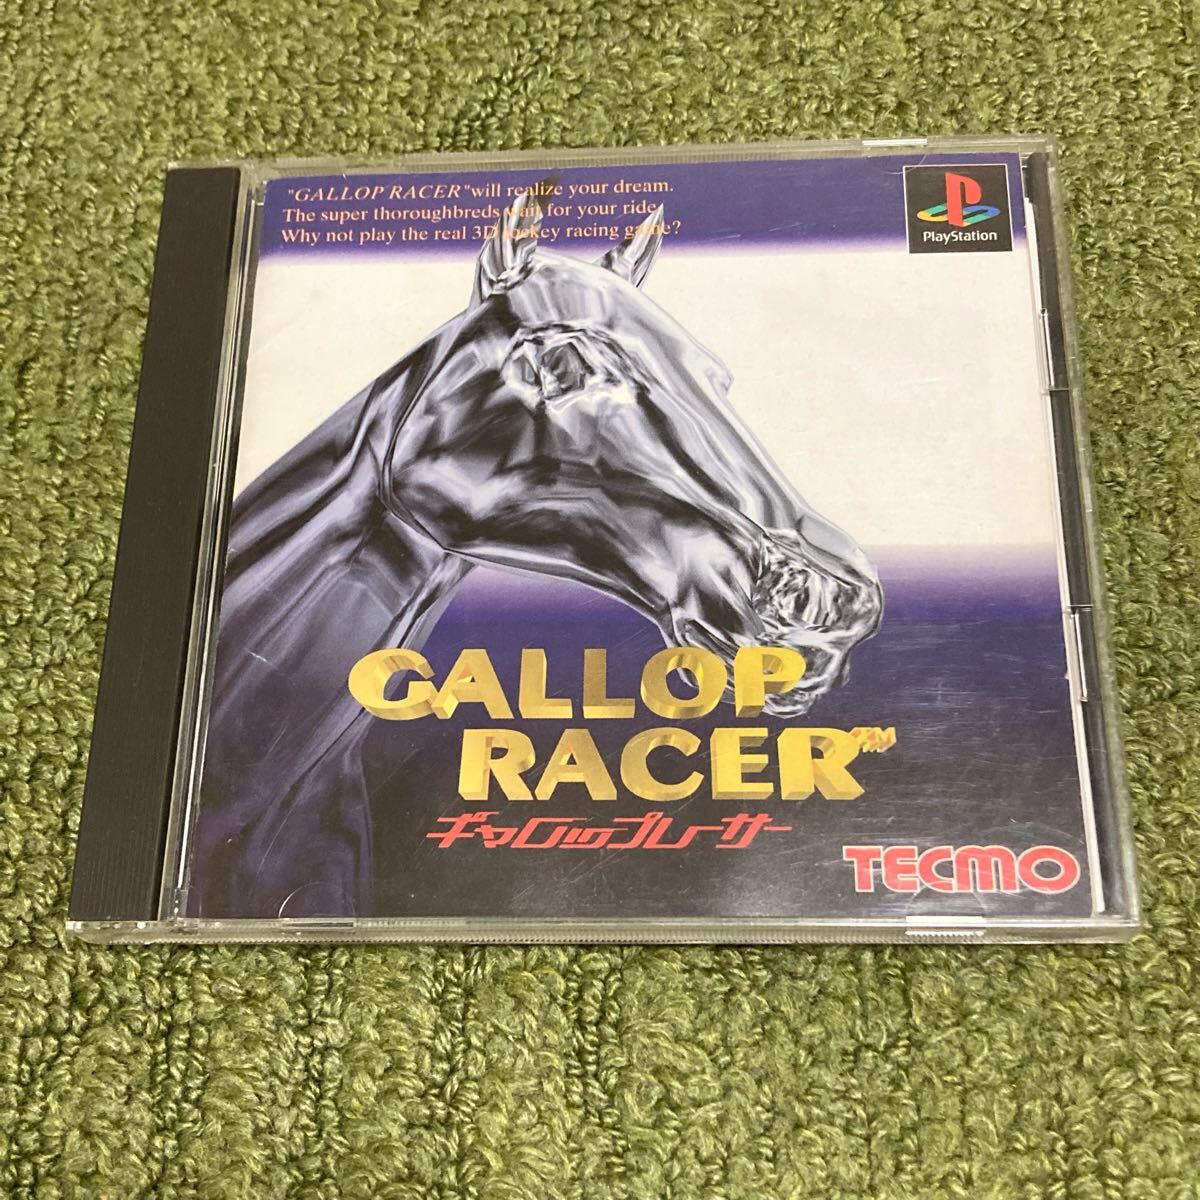 "GALLOP RACER" will realize your dream.
The super thoroughbreds wait for your ride.
Why not play the real 3D jockey racing game?
PlayStation
GALLOP
RACER™
ギャロップレーサー
TECMO